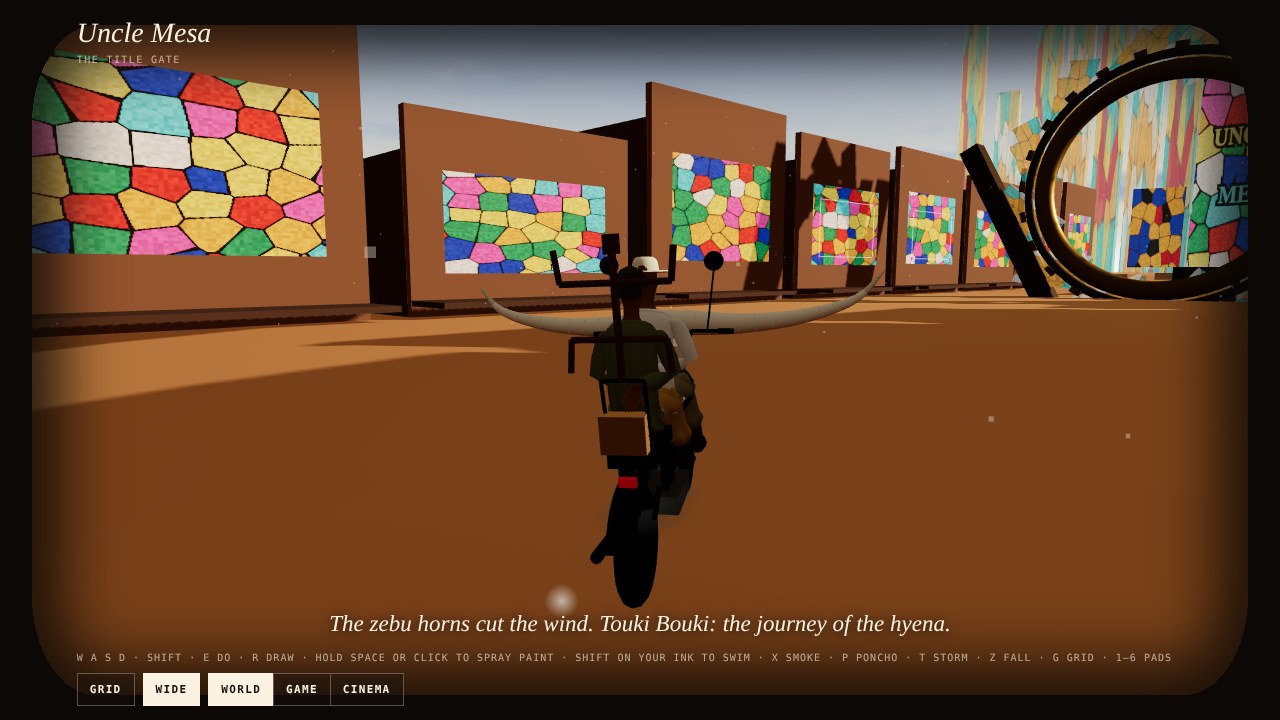 Uncle Mesa
THE TITLE GATE
The zebu horns cut the wind. Touki Bouki: the journey of the hyena.
W A S D · SHIFT · E DO · R DRAW · HOLD SPACE OR CLICK TO SPRAY PAINT · SHIFT ON YOUR INK TO SWIM · X SMOKE · P PONCHO · T STORM · Z FALL · G GRID · 1–6 PADS
GRID WIDE WORLD GAME CINEMA